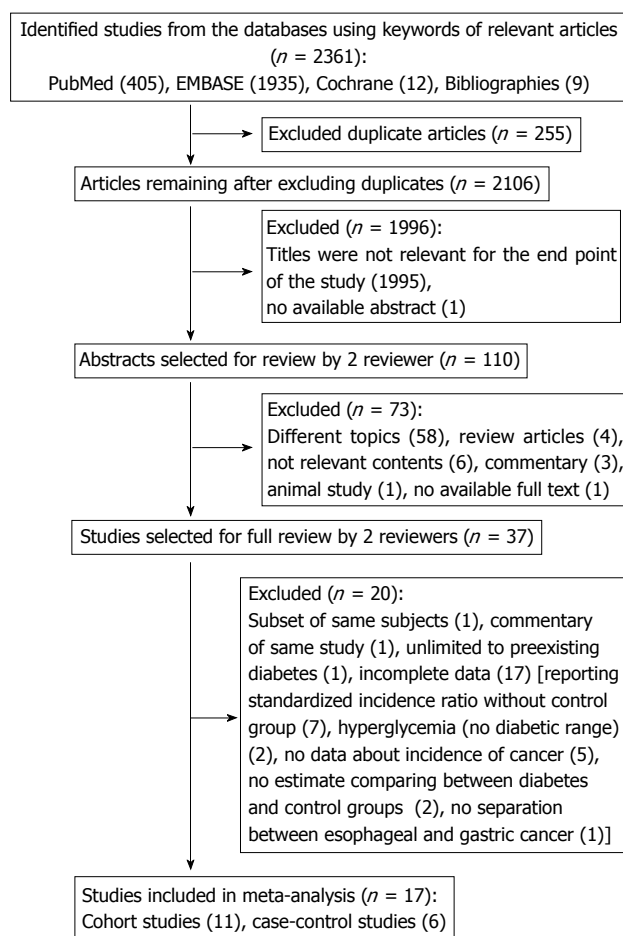 Identified studies from the databases using keywords of relevant articles
(n = 2361):
PubMed (405), EMBASE (1935), Cochrane (12), Bibliographies (9)
Excluded duplicate articles (n = 255)
Articles remaining after excluding duplicates (n = 2106)
Excluded (n = 1996):
Titles were not relevant for the end point
of the study (1995),
no available abstract (1)
Abstracts selected for review by 2 reviewer (n = 110)
Excluded (n = 73):
Different topics (58), review articles (4),
not relevant contents (6), commentary (3),
animal study (1), no available full text (1)
Studies selected for full review by 2 reviewers (n = 37)
Excluded (n = 20):
Subset of same subjects (1), commentary
of same study (1), unlimited to preexisting
diabetes (1), incomplete data (17) [reporting
standardized incidence ratio without control
group (7), hyperglycemia (no diabetic range)
(2), no data about incidence of cancer (5),
no estimate comparing between diabetes
and control groups (2), no separation
between esophageal and gastric cancer (1)]
Studies included in meta-analysis (n = 17):
Cohort studies (11), case-control studies (6)